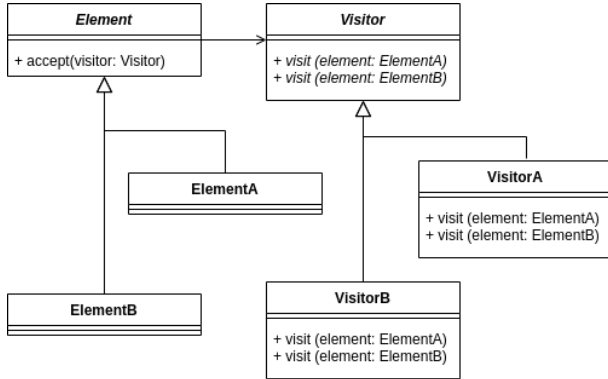 Element
+ accept(visitor: Visitor)
Visitor
+ visit (element: ElementA)
+ visit (element: ElementB)
ElementA
VisitorA
+ visit (element: ElementA)
+ visit (element: ElementB)
ElementB
VisitorB
+ visit (element: ElementA)
+ visit (element: ElementB)